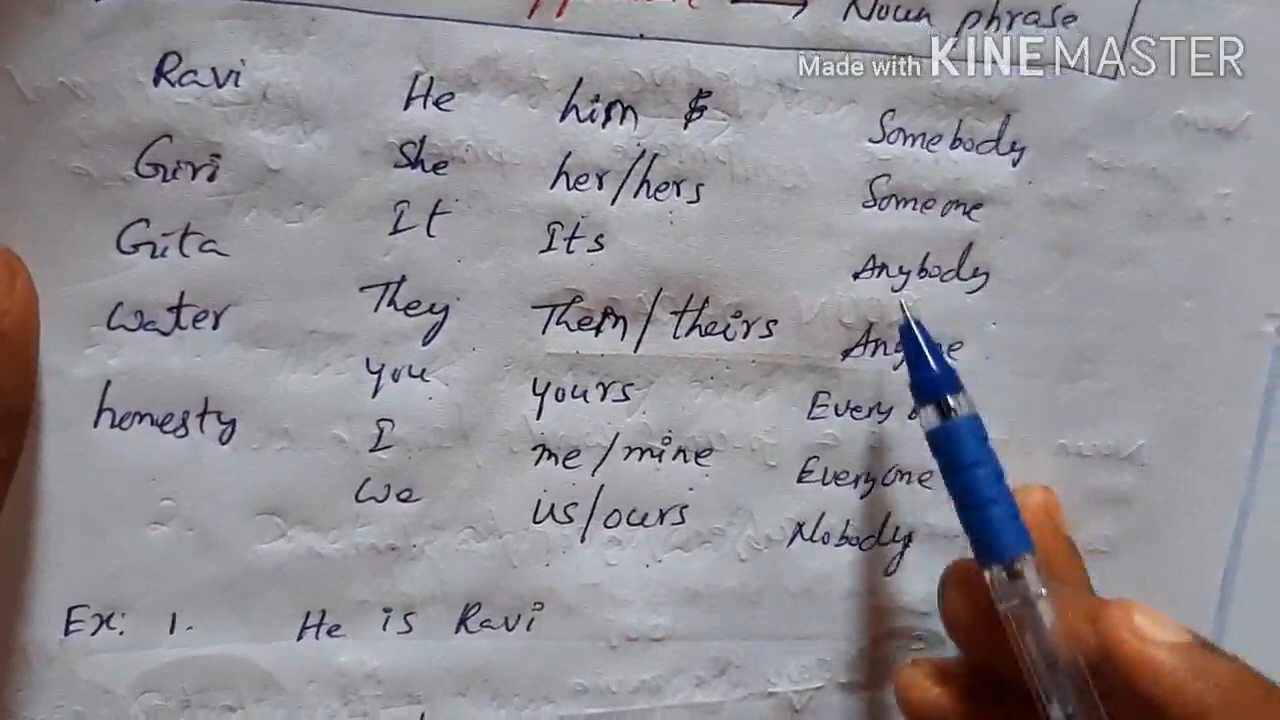 → Noun phrase
Made with KINEMASTER
Ravi He him $ Somebody
Giri She her/hers Someone
Gita It Its Anybody
water They Them/theirs
honesty you yours Every
I me/mine Everyone
we us/ours Nobody
Ex: 1. He is Ravi